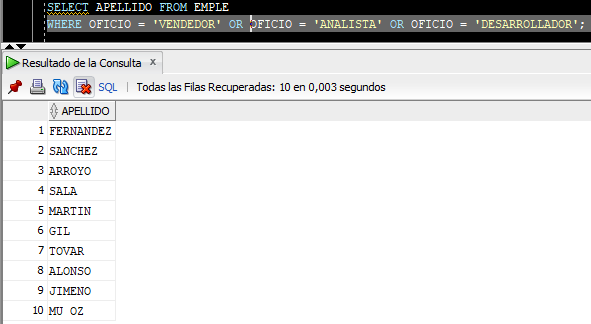 SELECT APELLIDO FROM EMPLE
WHERE OFICIO = 'VENDEDOR' OR OFICIO = 'ANALISTA' OR OFICIO = 'DESARROLLADOR';
Resultado de la Consulta x
SQL | Todas las Filas Recuperadas: 10 en 0,003 segundos
APELLIDO
1 FERNANDEZ
2 SANCHEZ
3 ARROYO
4 SALA
5 MARTIN
6 GIL
7 TOVAR
8 ALONSO
9 JIMENO
10 MU OZ